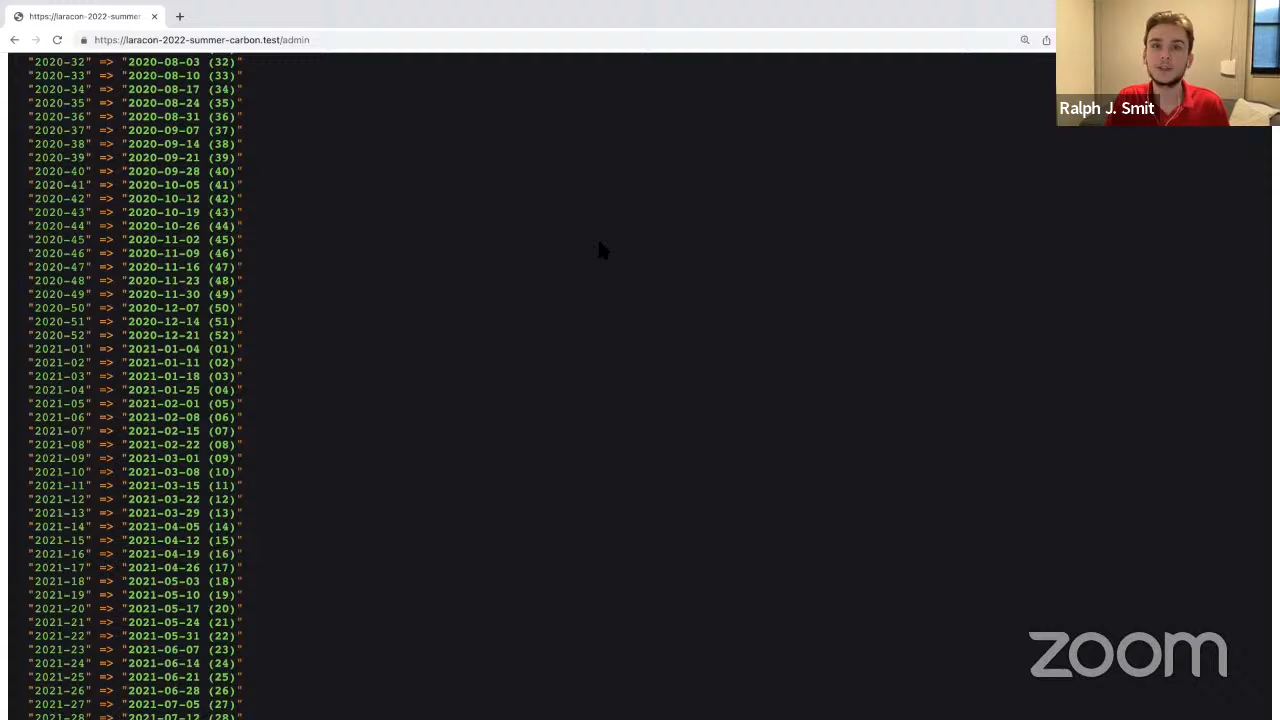 https://laracon-2022-summer
https://laracon-2022-summer-carbon.test/admin
Ralph J. Smit
"2020-32" => "2020-08-03 (32)"
"2020-33" => "2020-08-10 (33)"
"2020-34" => "2020-08-17 (34)"
"2020-35" => "2020-08-24 (35)"
"2020-36" => "2020-08-31 (36)"
"2020-37" => "2020-09-07 (37)"
"2020-38" => "2020-09-14 (38)"
"2020-39" => "2020-09-21 (39)"
"2020-40" => "2020-09-28 (40)"
"2020-41" => "2020-10-05 (41)"
"2020-42" => "2020-10-12 (42)"
"2020-43" => "2020-10-19 (43)"
"2020-44" => "2020-10-26 (44)"
"2020-45" => "2020-11-02 (45)"
"2020-46" => "2020-11-09 (46)"
"2020-47" => "2020-11-16 (47)"
"2020-48" => "2020-11-23 (48)"
"2020-49" => "2020-11-30 (49)"
"2020-50" => "2020-12-07 (50)"
"2020-51" => "2020-12-14 (51)"
"2020-52" => "2020-12-21 (52)"
"2021-01" => "2021-01-04 (01)"
"2021-02" => "2021-01-11 (02)"
"2021-03" => "2021-01-18 (03)"
"2021-04" => "2021-01-25 (04)"
"2021-05" => "2021-02-01 (05)"
"2021-06" => "2021-02-08 (06)"
"2021-07" => "2021-02-15 (07)"
"2021-08" => "2021-02-22 (08)"
"2021-09" => "2021-03-01 (09)"
"2021-10" => "2021-03-08 (10)"
"2021-11" => "2021-03-15 (11)"
"2021-12" => "2021-03-22 (12)"
"2021-13" => "2021-03-29 (13)"
"2021-14" => "2021-04-05 (14)"
"2021-15" => "2021-04-12 (15)"
"2021-16" => "2021-04-19 (16)"
"2021-17" => "2021-04-26 (17)"
"2021-18" => "2021-05-03 (18)"
"2021-19" => "2021-05-10 (19)"
"2021-20" => "2021-05-17 (20)"
"2021-21" => "2021-05-24 (21)"
"2021-22" => "2021-05-31 (22)"
"2021-23" => "2021-06-07 (23)"
"2021-24" => "2021-06-14 (24)"
"2021-25" => "2021-06-21 (25)"
"2021-26" => "2021-06-28 (26)"
"2021-27" => "2021-07-05 (27)"
"2021-28" => "2021-07-12 (28)"
zoom